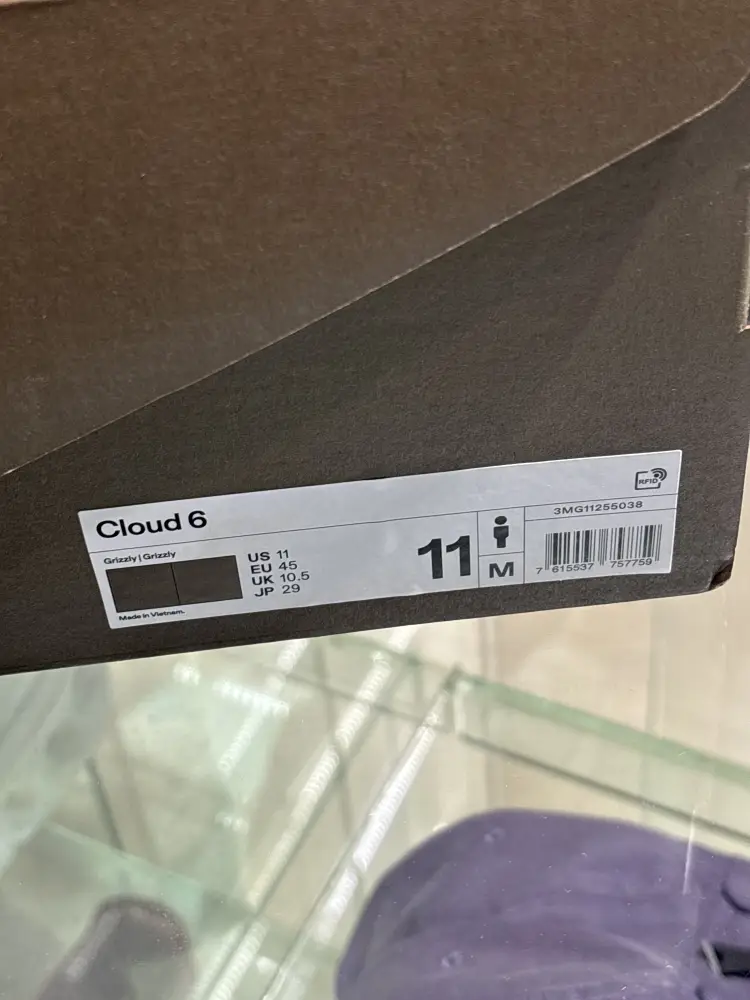 Cloud 6
RFID
Grizzly | Grizzly
Made in Vietnam.
US 11
EU 45
UK 10.5
JP 29
11
M
3MG11255038
7 615537 757759